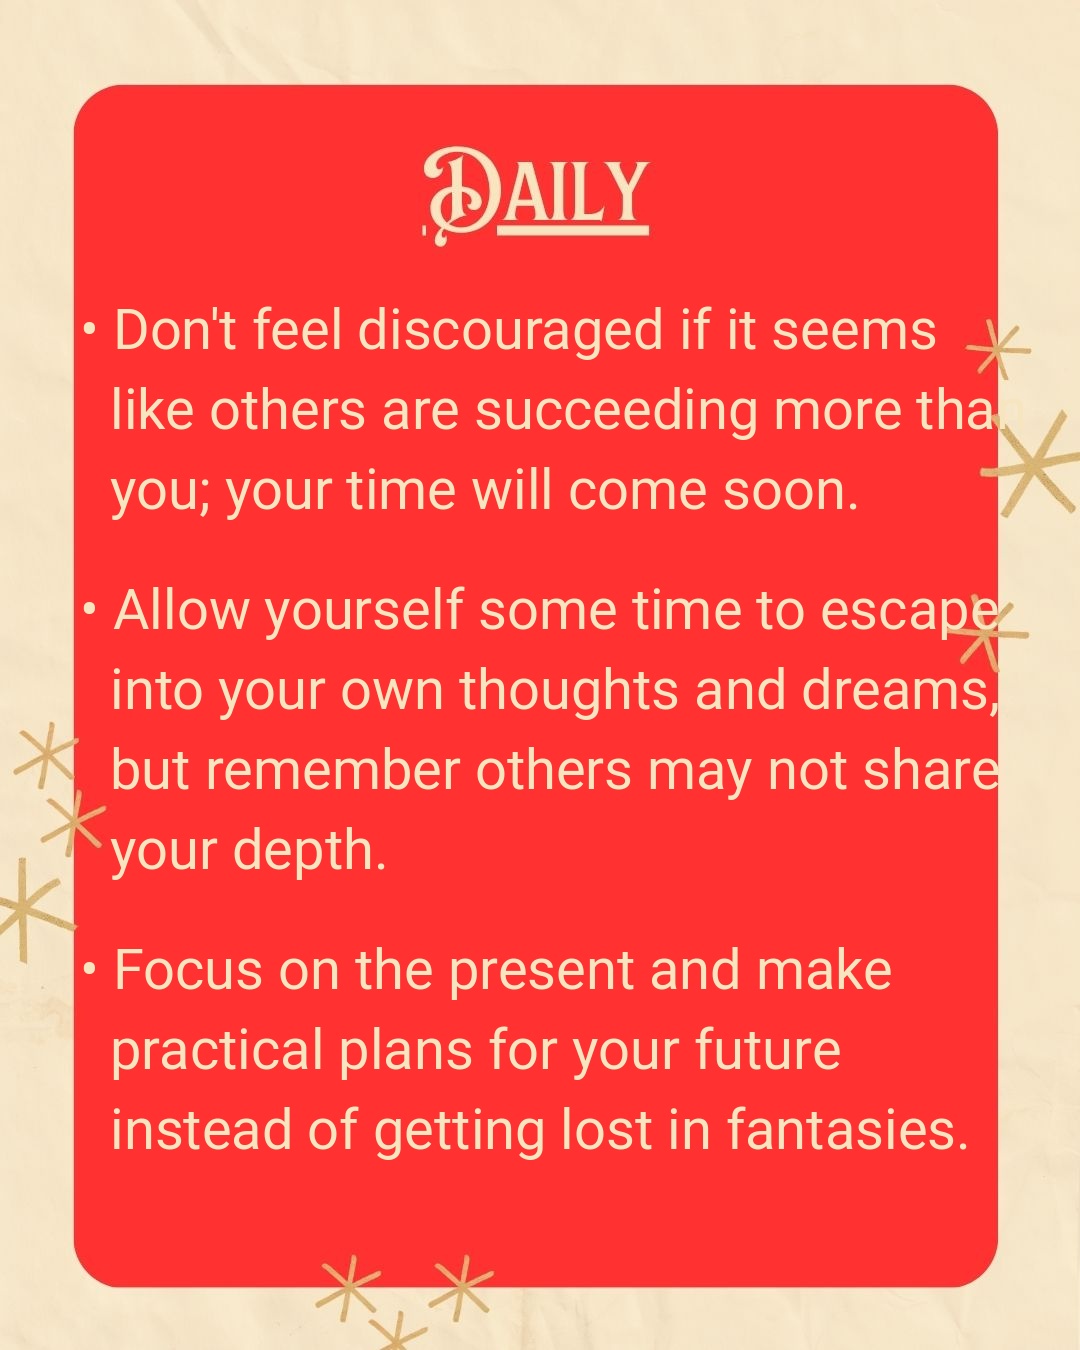 Daily
• Don't feel discouraged if it seems
like others are succeeding more than
you; your time will come soon.
• Allow yourself some time to escape
into your own thoughts and dreams,
but remember others may not share
your depth.
• Focus on the present and make
practical plans for your future
instead of getting lost in fantasies.